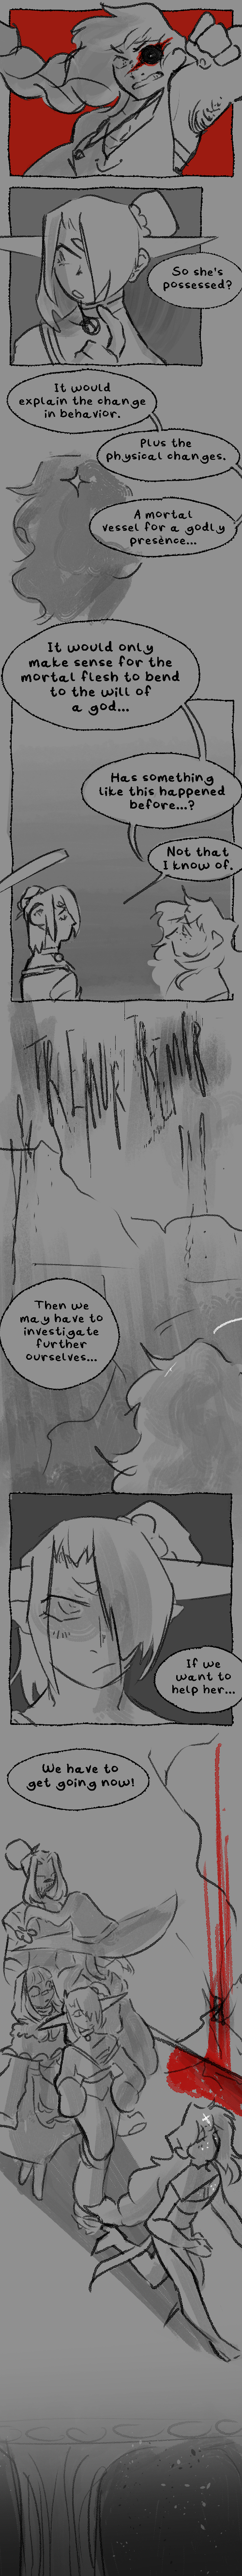 So she's
possessed?
It would
explain the change
in behavior.
Plus the
physical changes.
A mortal
vessel for a godly
presence...
It would only
make sense for the
mortal flesh to bend
to the will of
a god...
Has something
like this happened
before...?
Not that
I know of.
Then we
may have to
investigate
further
ourselves...
If we
want to
help her...
We have to
get going now!